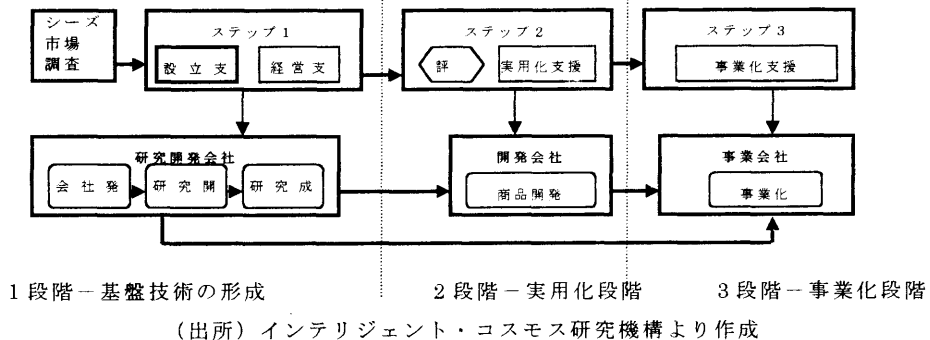 シーズ
市場
調査
ステップ1
設立支
経営支
ステップ2
評
実用化支援
ステップ3
事業化支援
研究開発会社
会社発
研究開
研究成
開発会社
商品開発
事業会社
事業化
1段階－基盤技術の形成
2段階－実用化段階
3段階－事業化段階
(出所) インテリジェント・コスモス研究機構より作成